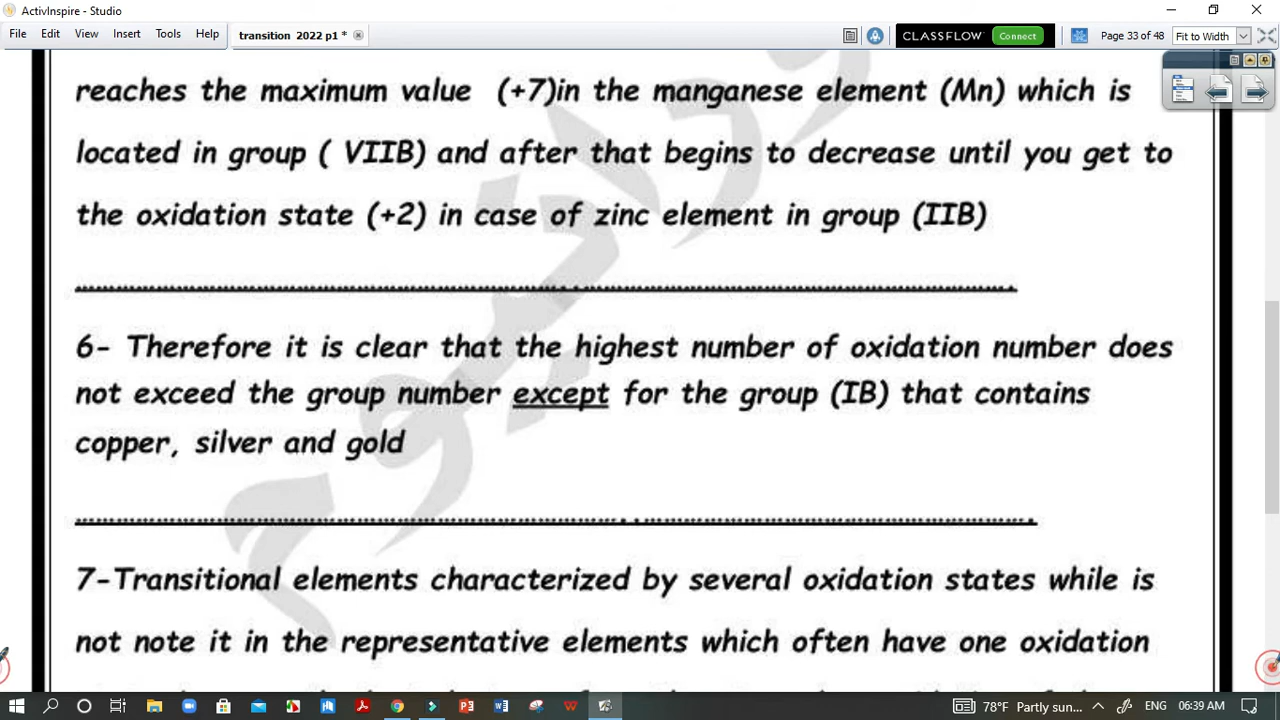 ActivInspire - Studio
File Edit View Insert Tools Help
transition 2022 p1 *
CLASSFLOW Connect
Page 33 of 48
Fit to Width
reaches the maximum value (+7)in the manganese element (Mn) which is
located in group ( VIIB) and after that begins to decrease until you get to
the oxidation state (+2) in case of zinc element in group (IIB)
6- Therefore it is clear that the highest number of oxidation number does
not exceed the group number except for the group (IB) that contains
copper, silver and gold
7-Transitional elements characterized by several oxidation states while is
not note it in the representative elements which often have one oxidation
78°F Partly sun...
ENG
06:39 AM